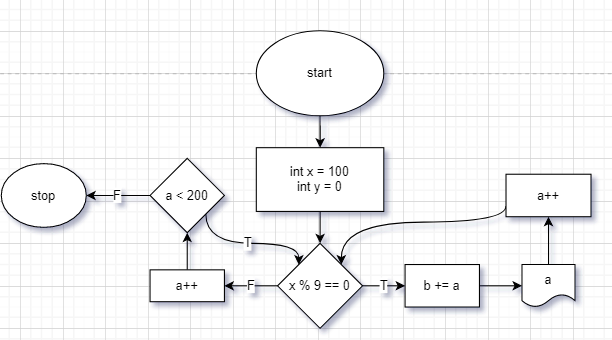 start
int x = 100
int y = 0
a++
stop
F
a < 200
T
a++
F
x % 9 == 0
T
b += a
a